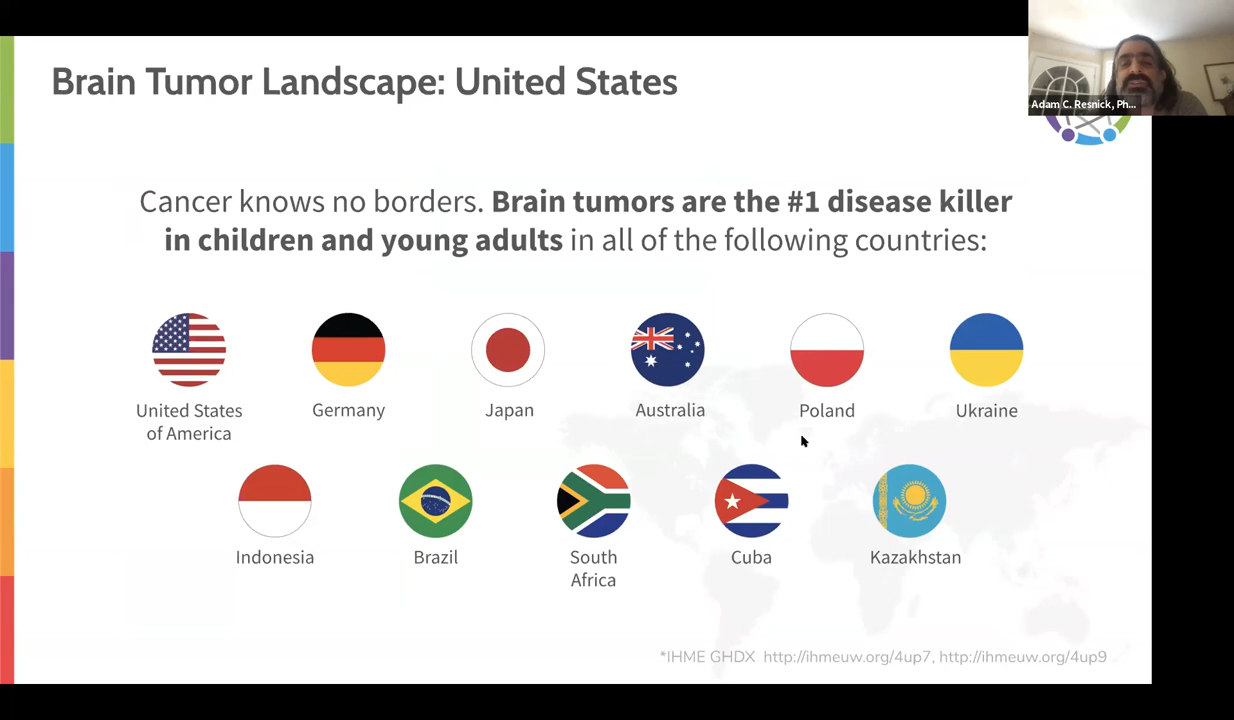 Brain Tumor Landscape: United States
Adam C. Resnick, Ph...
Cancer knows no borders. Brain tumors are the #1 disease killer
in children and young adults in all of the following countries:
United States
of America
Germany
Japan
Australia
Poland
Ukraine
Indonesia
Brazil
South
Africa
Cuba
Kazakhstan
*IHME GHDX http://ihmeuw.org/4up7, http://ihmeuw.org/4up9